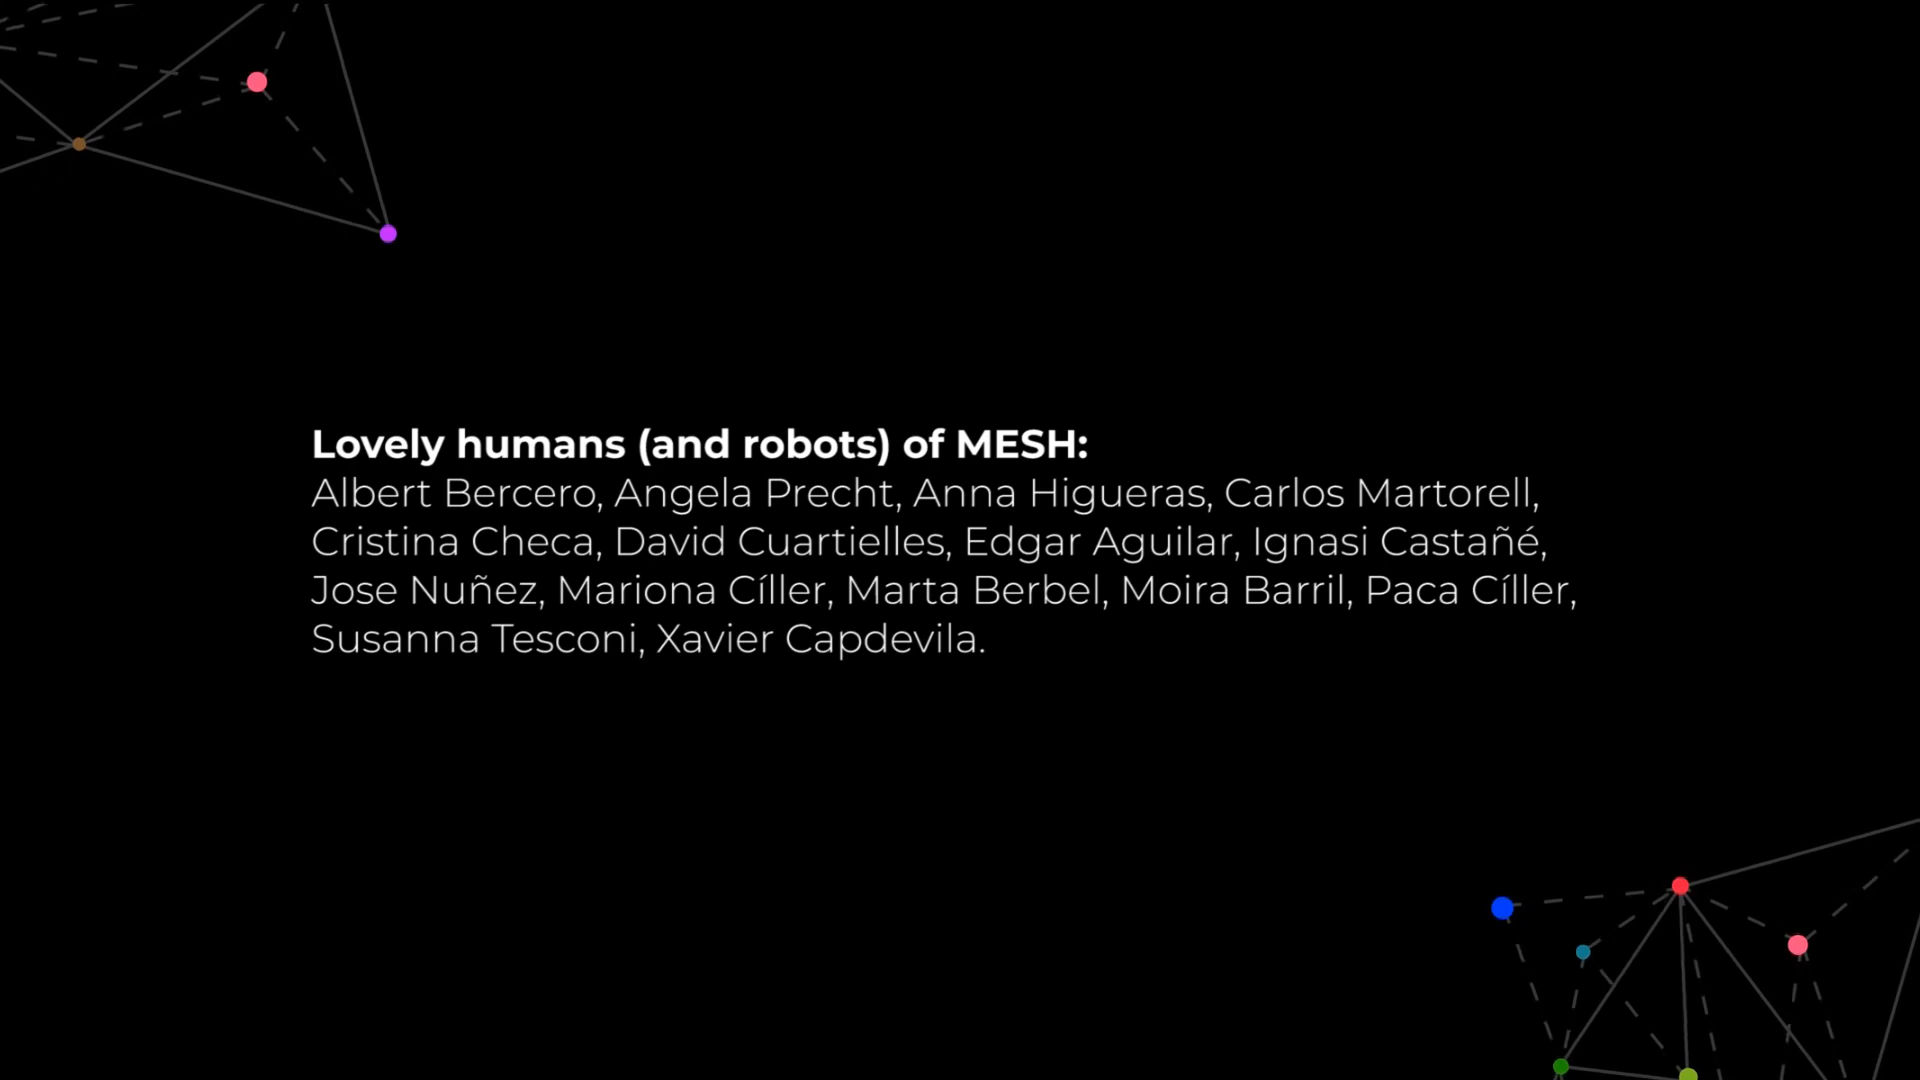 Lovely humans (and robots) of MESH:
Albert Bercero, Angela Precht, Anna Higueras, Carlos Martorell,
Cristina Checa, David Cuartielles, Edgar Aguilar, Ignasi Castañé,
Jose Nuñez, Mariona Cíller, Marta Berbel, Moira Barril, Paca Cíller,
Susanna Tesconi, Xavier Capdevila.